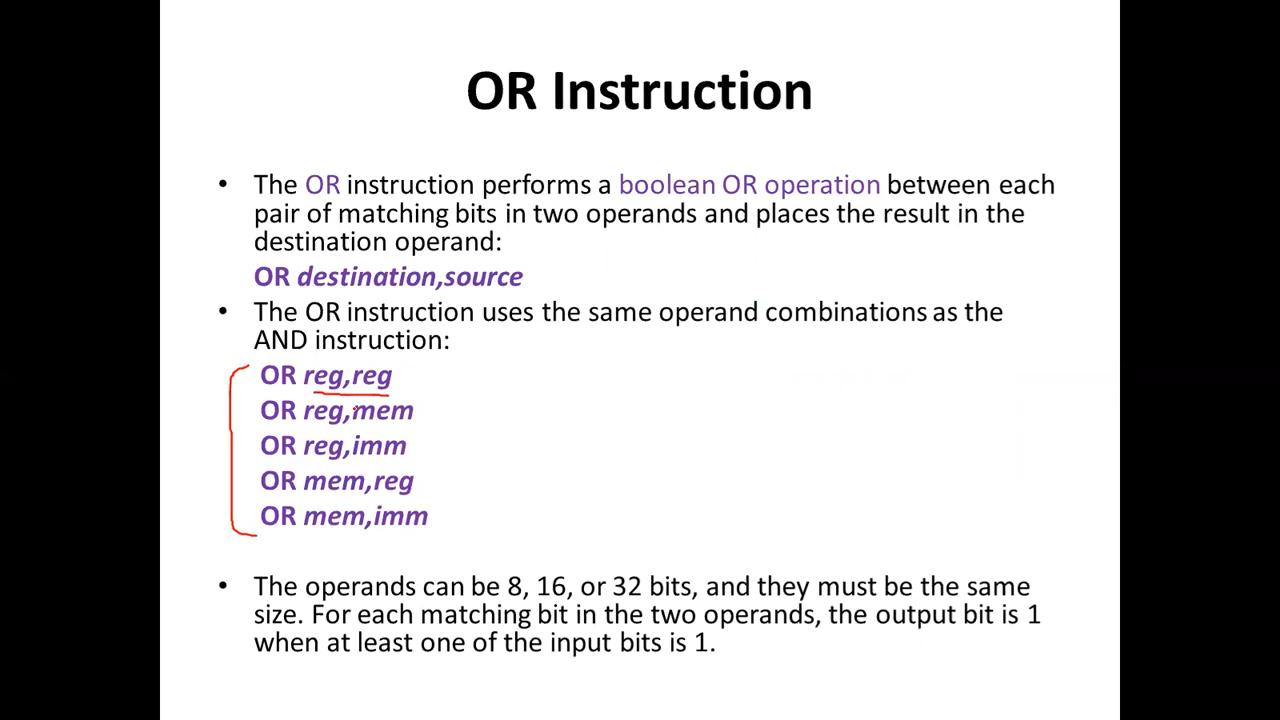 OR Instruction
• The OR instruction performs a boolean OR operation between each
pair of matching bits in two operands and places the result in the
destination operand:
OR destination,source
• The OR instruction uses the same operand combinations as the
AND instruction:
OR reg,reg
OR reg,mem
OR reg,imm
OR mem,reg
OR mem,imm
• The operands can be 8, 16, or 32 bits, and they must be the same
size. For each matching bit in the two operands, the output bit is 1
when at least one of the input bits is 1.